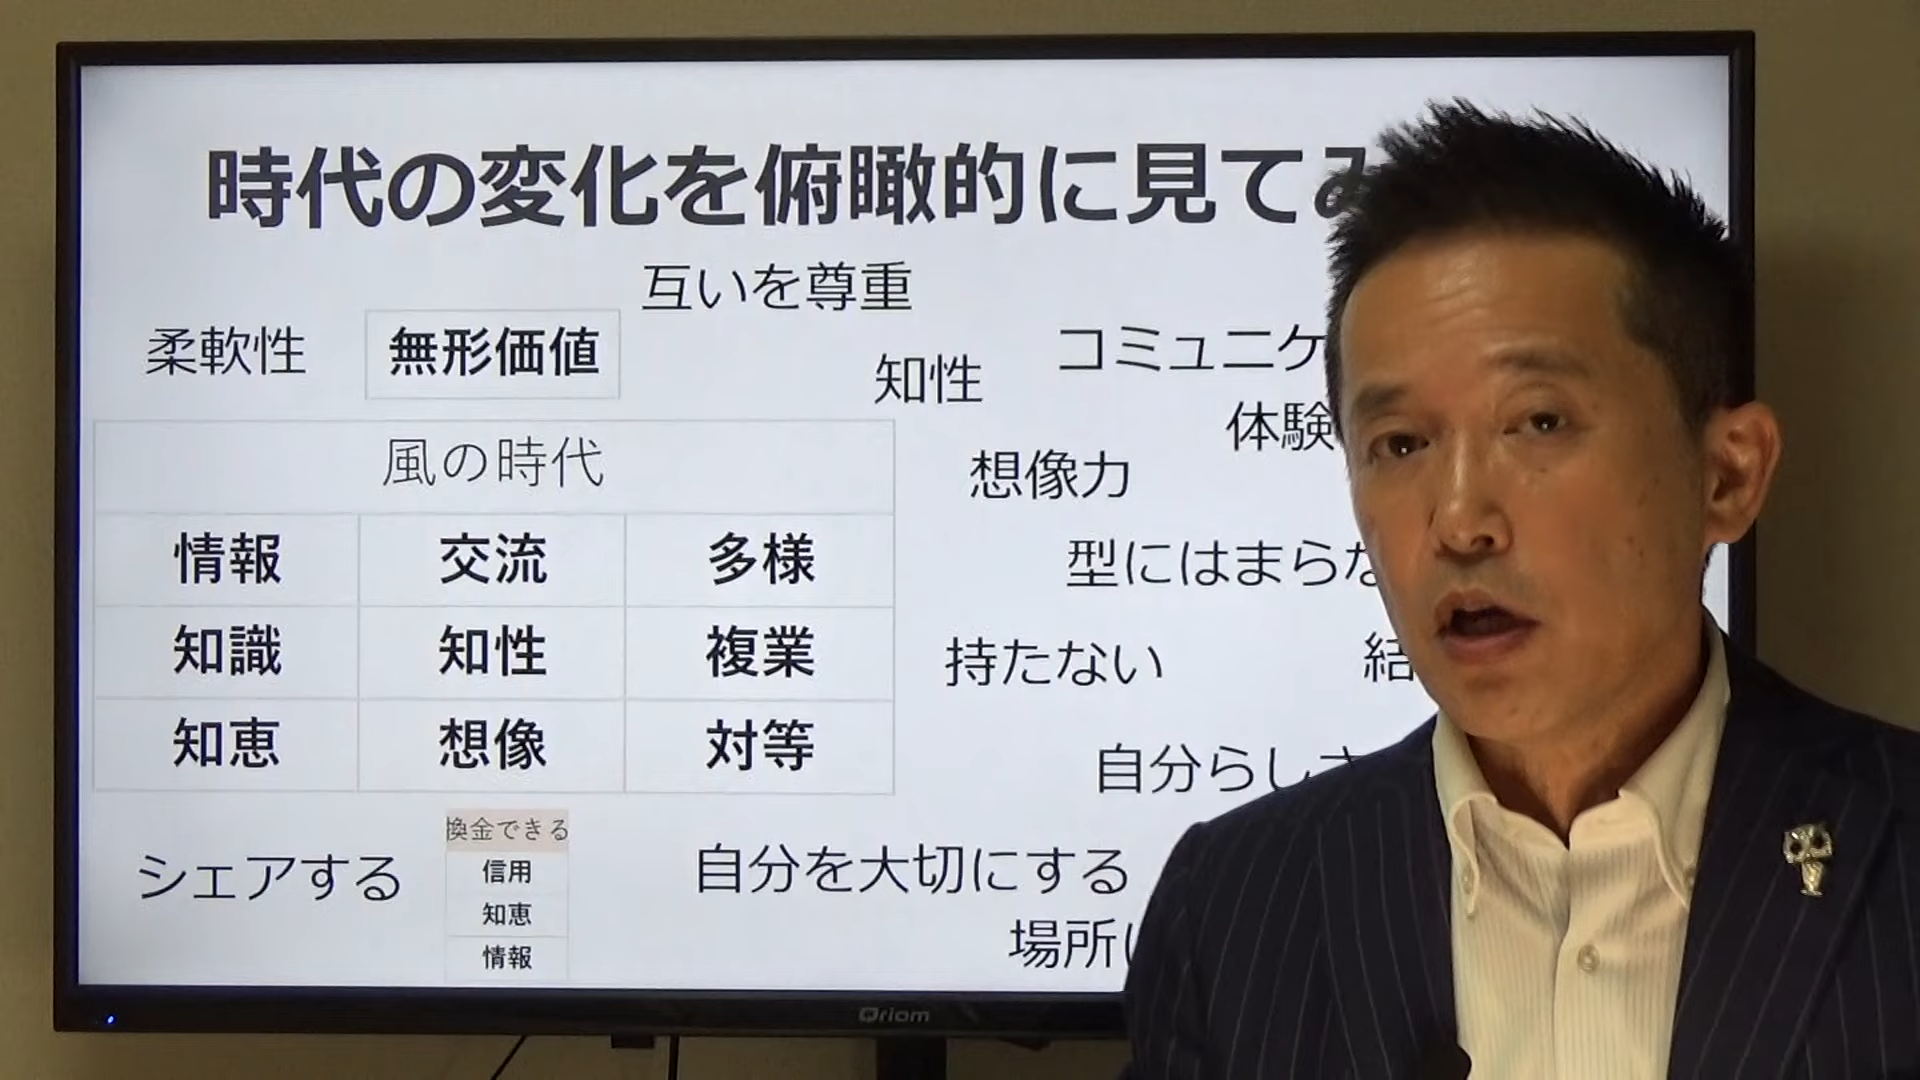 時代の変化を俯瞰的に見て
互いを尊重
柔軟性
無形価値
知性
コミュニケ
体験
想像力
風の時代
情報 交流 多様
型にはまらな
知識 知性 複業
持たない
結
知恵 想像 対等
自分らしさ
換金できる
シェアする
信用
自分を大切にする
知恵
場所
情報
Qriom